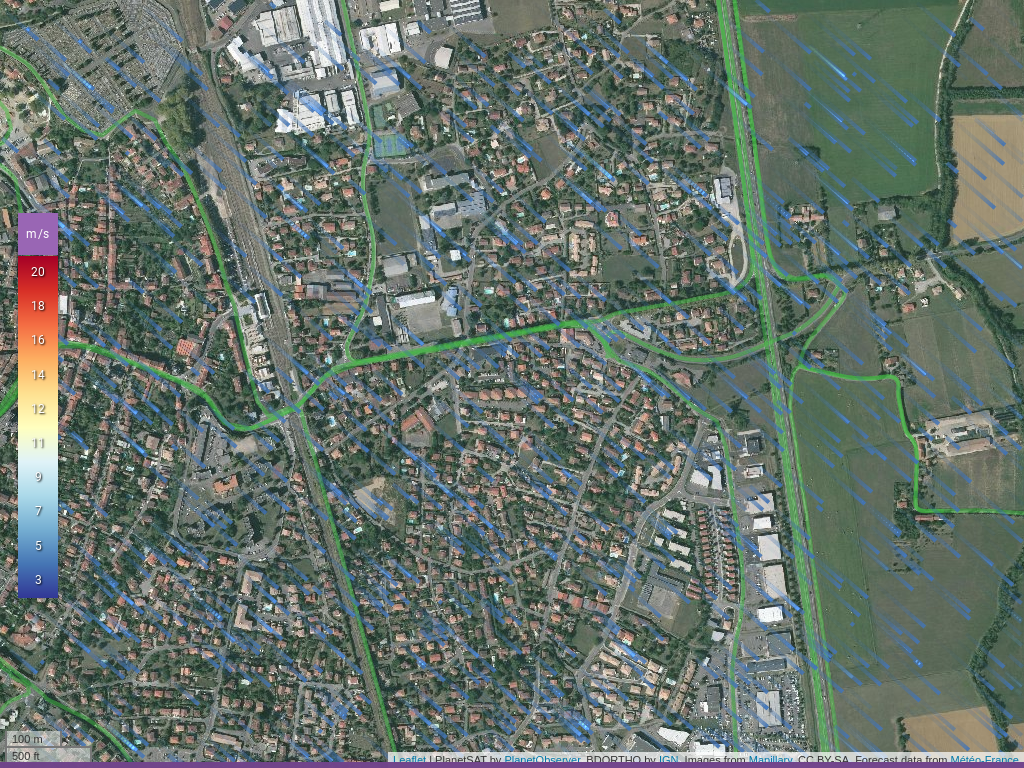 m/s
20
18
16
14
12
11
9
7
5
3
100 m
500 ft
Leaflet | PlanetSAT by PlanetObserver, BDORTHO by IGN, Images from Mapillary, CC BY-SA, Forecast data from Météo-France